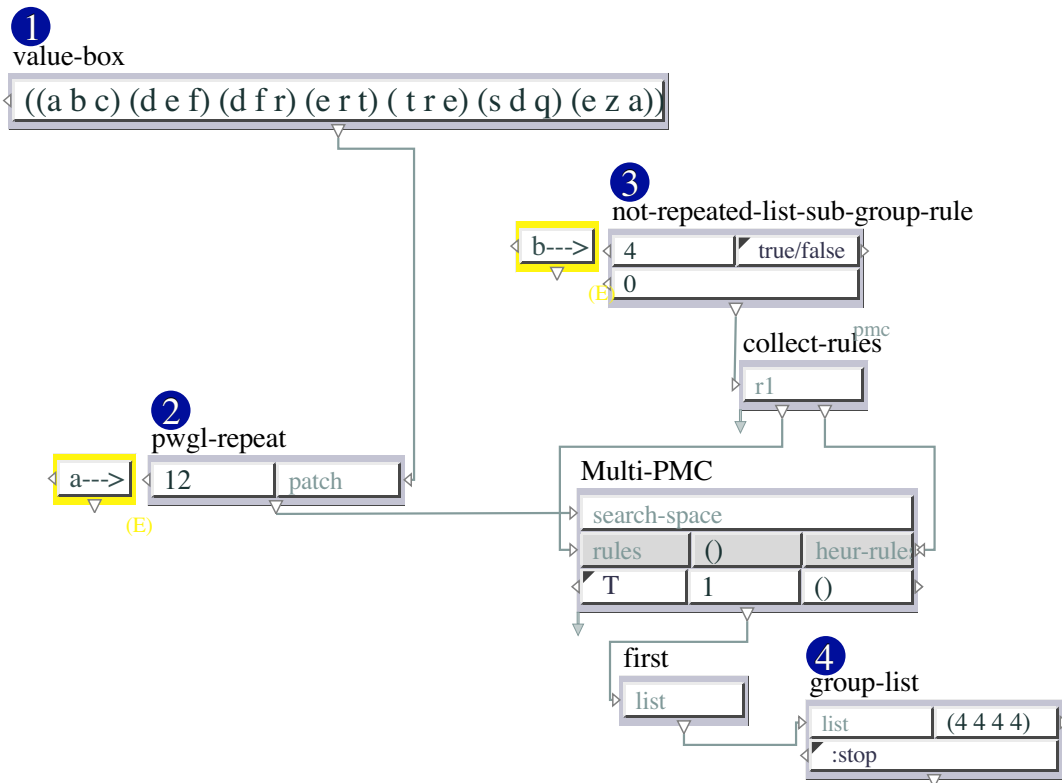 1
value-box
((a b c) (d e f) (d f r) (e r t) ( t r e) (s d q) (e z a))
3
not-repeated-list-sub-group-rule
b--->
4
true/false
(E)
0
collect-rules
pmc
r1
2
pwgl-repeat
a--->
12
patch
(E)
Multi-PMC
search-space
rules
()
heur-rules
T
1
()
first
list
4
group-list
list
(4 4 4 4)
:stop